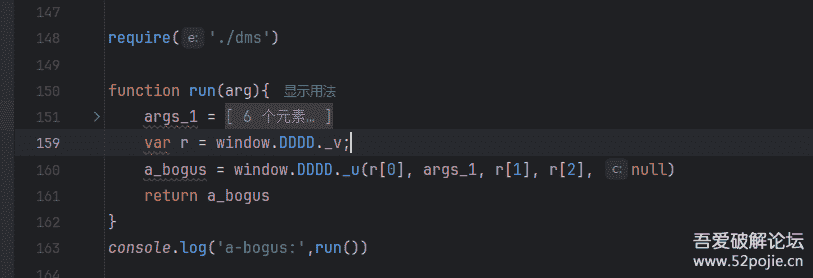 147
148 require( e: './dms')
149
150 function run(arg){ 显示用法
151 args_1 = [ 6 个元素… ]
159 var r = window.DDDD._v;
160 a_bogus = window.DDDD._u(r[0], args_1, r[1], r[2], c: null)
161 return a_bogus
162 }
163 console.log('a-bogus:',run())
164
吾爱破解论坛
www.52pojie.cn